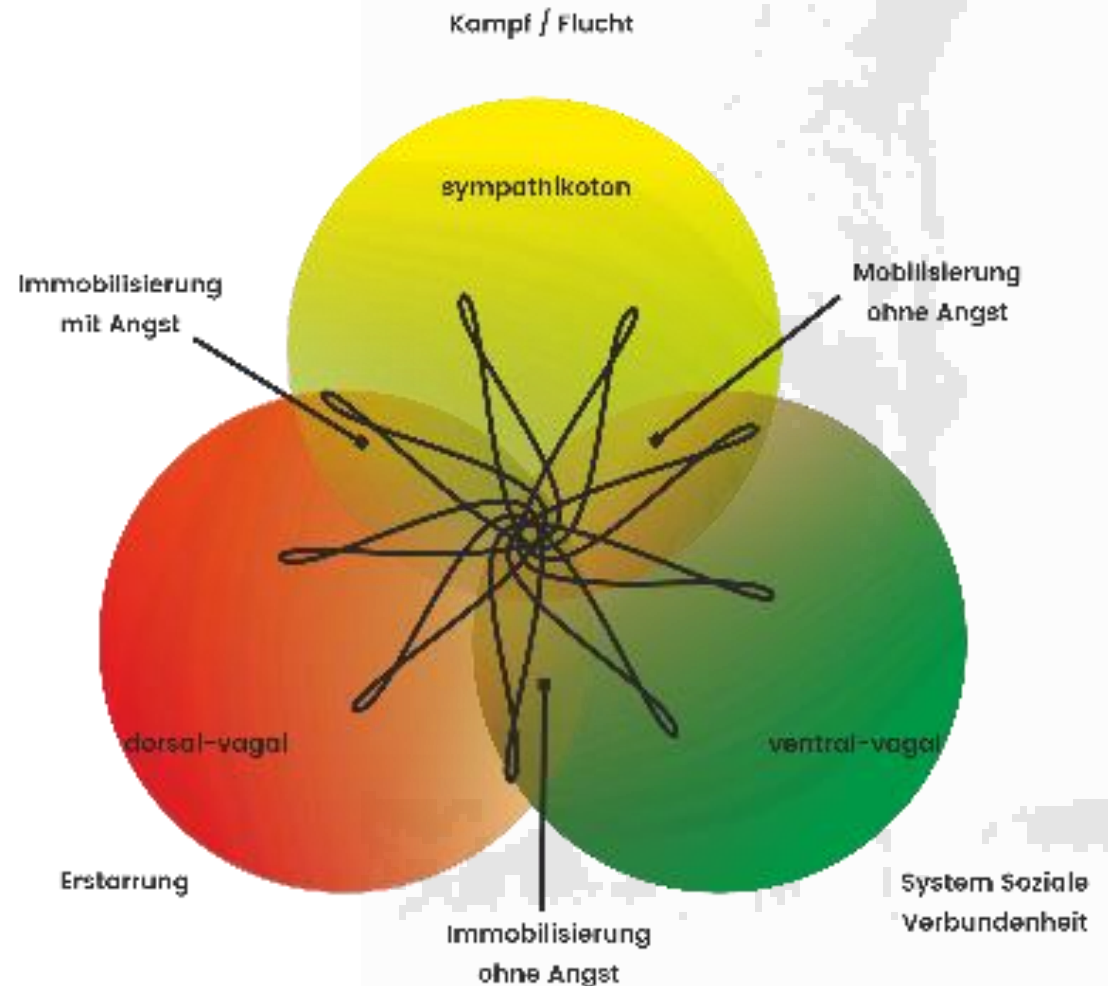 Kampf / Flucht
sympathikoton
Immobilisierung
mit Angst
Mobilisierung
ohne Angst
dorsal-vagal
ventral-vagal
Erstarrung
System Soziale
Verbundenheit
Immobilisierung
ohne Angst